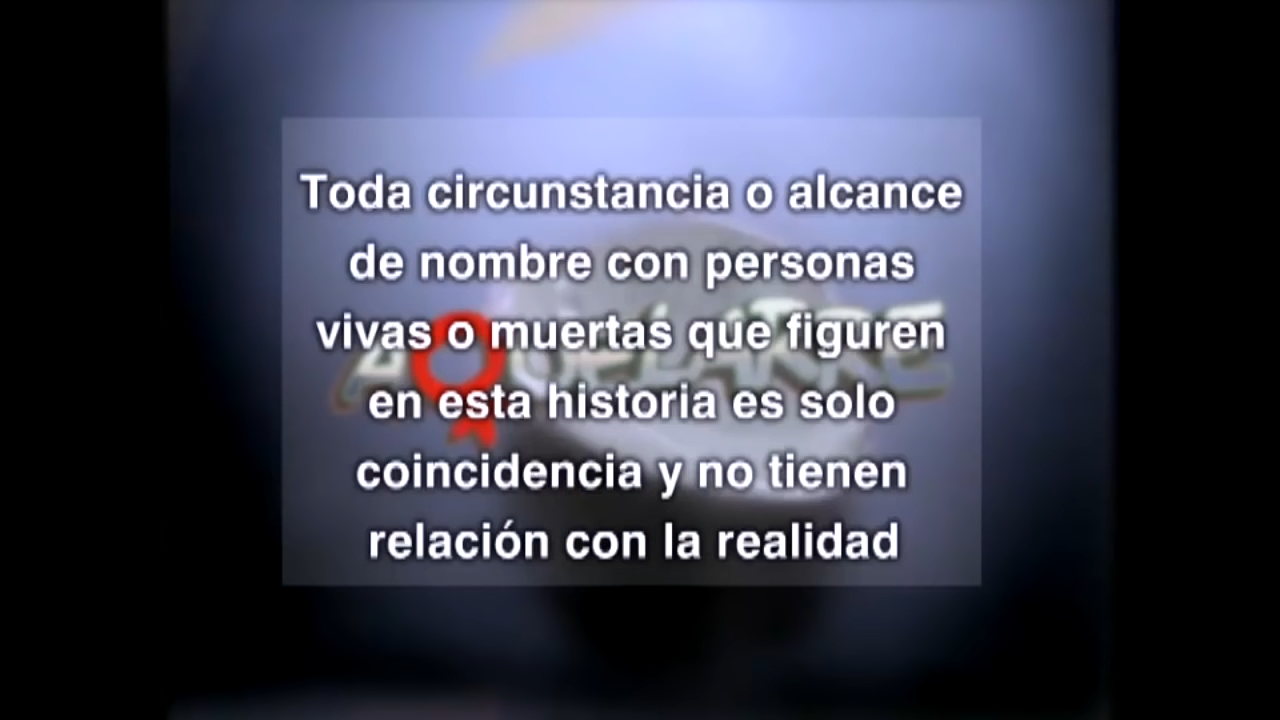 Toda circunstancia o alcance
de nombre con personas
vivas o muertas que figuren
en esta historia es solo
coincidencia y no tienen
relación con la realidad
AQUELARRE